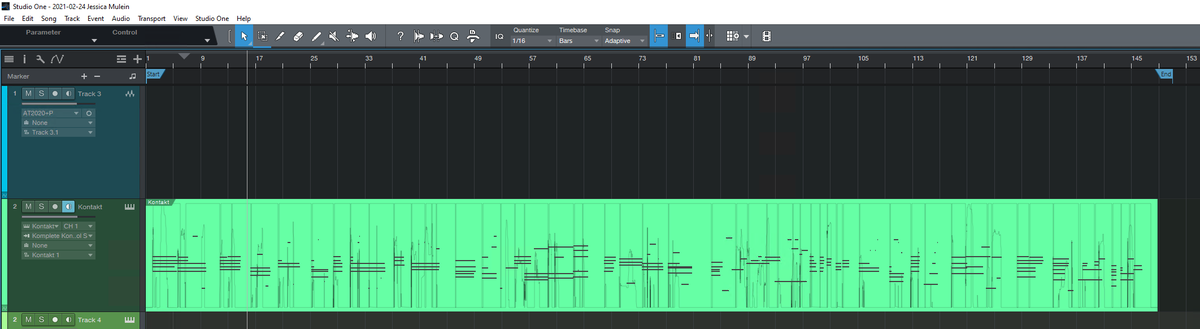 Studio One - 2021-02-24 Jessica Mulein
File Edit Song Track Event Audio Transport View Studio One Help
Parameter Control
IQ Quantize Timebase Snap
1/16 Bars Adaptive
1 9 17 25 33 41 49 57 65 73 81 89 97 105 113 121 129 137 145 153
Marker + − Start End
1 M S Track 3
AT2020+P
None
Track 3.1
2 M S Kontakt
Kontakt
Kontakt CH 1
Komplete Kon..ol S
None
Kontakt 1
2 M S Track 4